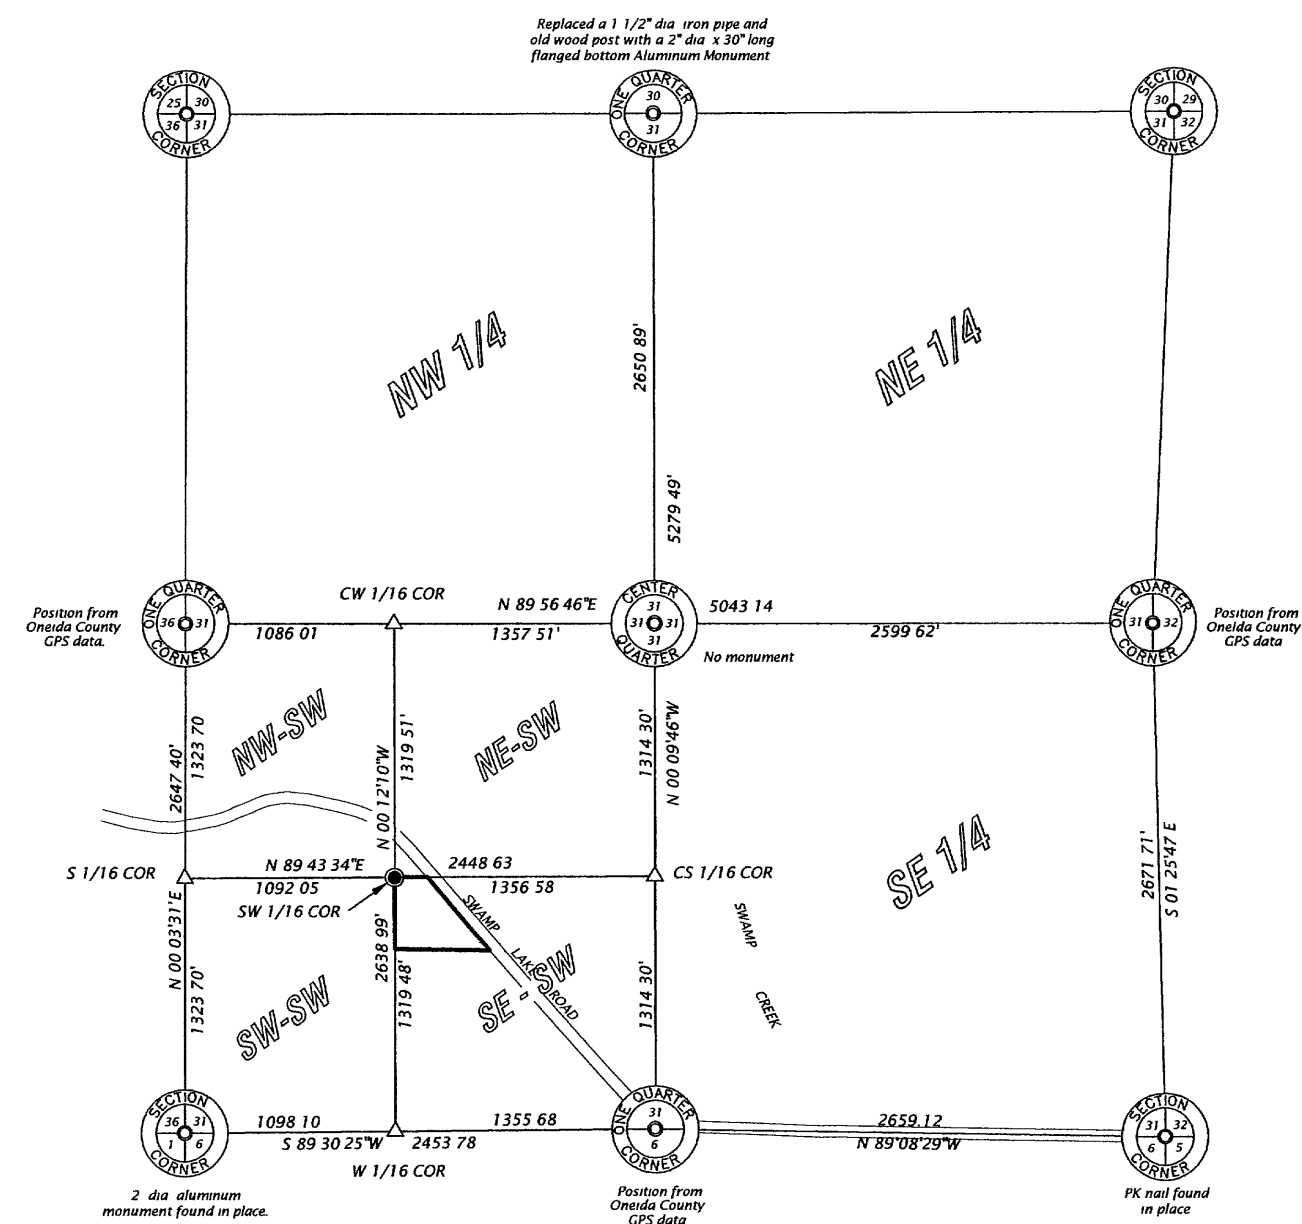 Replaced a 1 1/2" dia iron pipe and
old wood post with a 2" dia x 30" long
flanged bottom Aluminum Monument
SECTION
25 30
36 31
CORNER
ONE QUARTER
30
31
CORNER
SECTION
30 29
31 32
CORNER
NW 1/4
2650 89'
NE 1/4
5279 49'
Position from
Oneida County
GPS data.
ONE QUARTER
36 31
CORNER
CW 1/16 COR
1086 01
N 89 56 46"E
1357 51'
CENTER
31
31 31
31
QUARTER
5043 14
No monument
2599 62'
ONE QUARTER
31 32
CORNER
Position from
Oneida County
GPS data
NW-SW
NE-SW
2647 40'
1323 70
N 00 12'10"W
1319 51'
1314 30'
N 00 09'46"W
SE 1/4
2671 71'
S 01 25'47 E
S 1/16 COR
N 89 43 34"E
1092 05
SW 1/16 COR
2448 63
1356 58
CS 1/16 COR
N 00 03'31'E
1323 70'
2638 99'
1319 48'
SWAMP
LAKE
ROAD
SW-SW
SE - SW
1314 30'
SWAMP
CREEK
SECTION
36 31
1 6
CORNER
1098 10
S 89 30 25"W
2453 78
1355 68
W 1/16 COR
ONE QUARTER
31
6
CORNER
2659.12
N 89°08'29"W
SECTION
31 32
6 5
CORNER
2 dia aluminum
monument found in place.
Position from
Oneida County
GPS data
PK nail found
in place